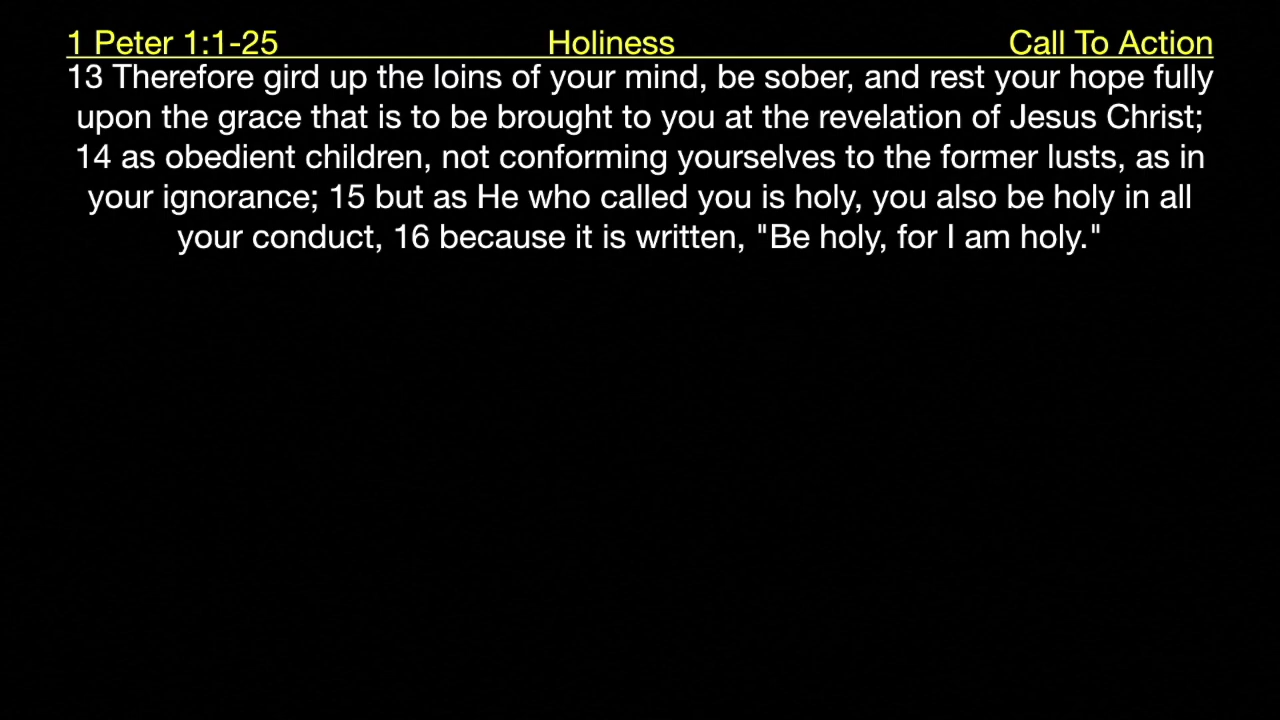 1 Peter 1:1-25 Holiness Call To Action
13 Therefore gird up the loins of your mind, be sober, and rest your hope fully
upon the grace that is to be brought to you at the revelation of Jesus Christ;
14 as obedient children, not conforming yourselves to the former lusts, as in
your ignorance; 15 but as He who called you is holy, you also be holy in all
your conduct, 16 because it is written, "Be holy, for I am holy."